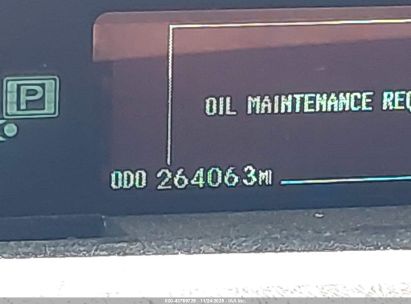 P
OIL MAINTENANCE REQ
ODO 264063MI